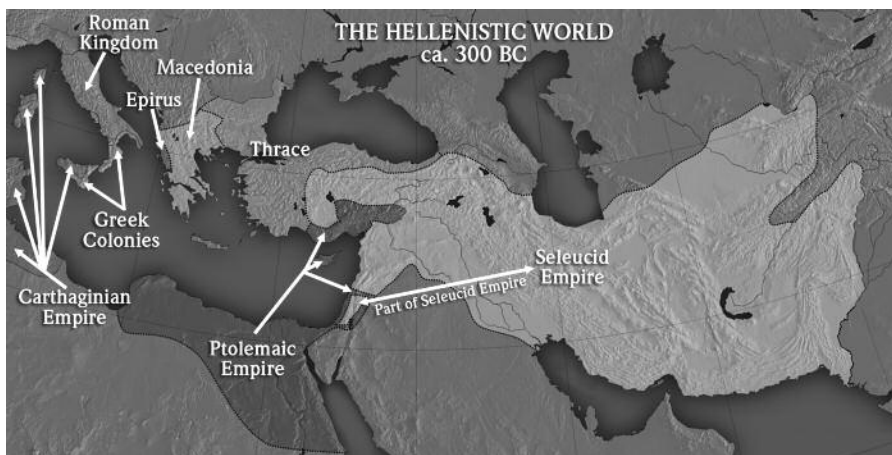 THE HELLENISTIC WORLD
ca. 300 BC
Roman
Kingdom
Macedonia
Epirus
Thrace
Greek
Colonies
Carthaginian
Empire
Ptolemaic
Empire
Part of Seleucid Empire
Seleucid
Empire